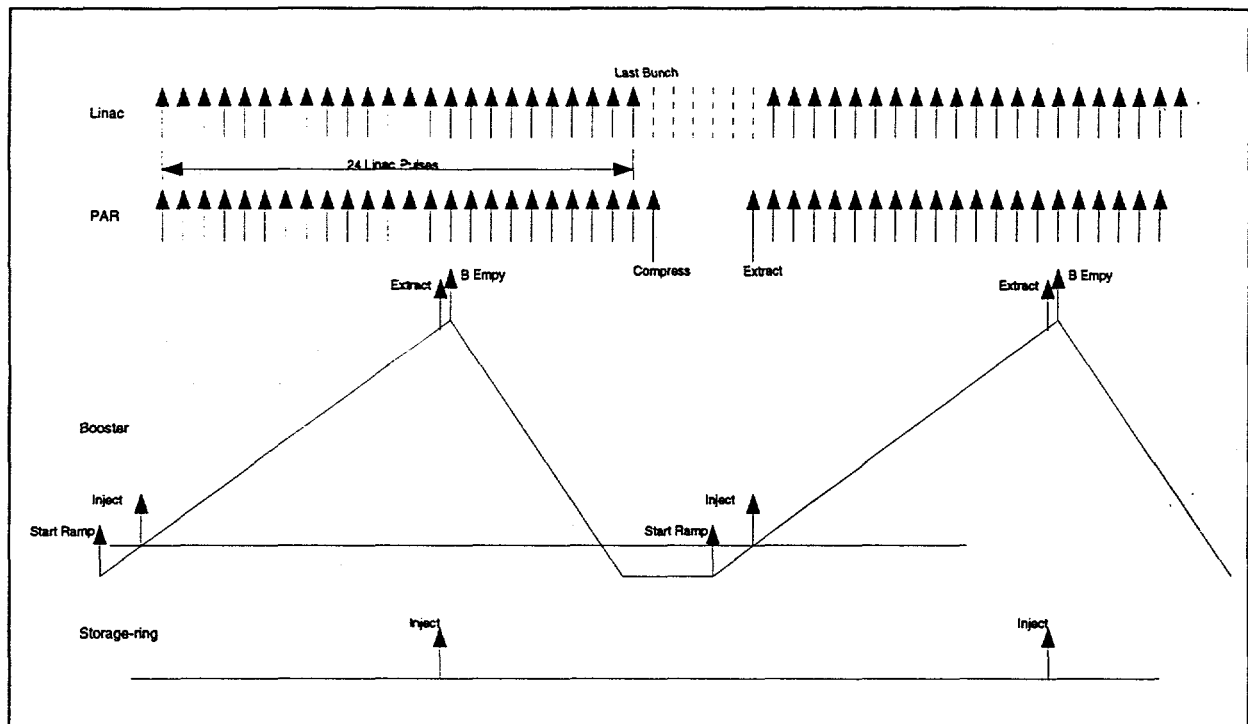 Last Bunch
Linac
24 Linac Pulses
PAR
Compress
Extract
Extract
B Empy
Extract
B Empy
Booster
Inject
Start Ramp
Inject
Start Ramp
Storage-ring
Inject
Inject